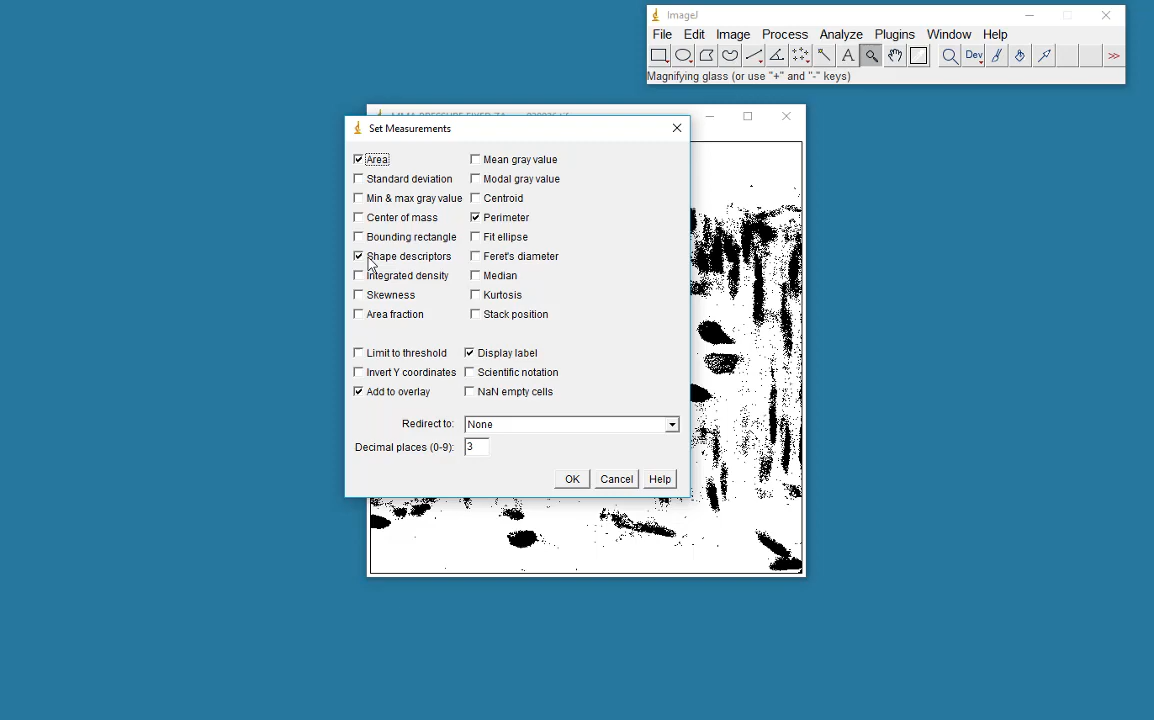 ImageJ
File Edit Image Process Analyze Plugins Window Help
A Dev >>
Magnifying glass (or use "+" and "-" keys)
Set Measurements
Area Mean gray value
Standard deviation Modal gray value
Min & max gray value Centroid
Center of mass Perimeter
Bounding rectangle Fit ellipse
Shape descriptors Feret's diameter
Integrated density Median
Skewness Kurtosis
Area fraction Stack position
Limit to threshold Display label
Invert Y coordinates Scientific notation
Add to overlay NaN empty cells
Redirect to: None
Decimal places (0-9): 3
OK Cancel Help